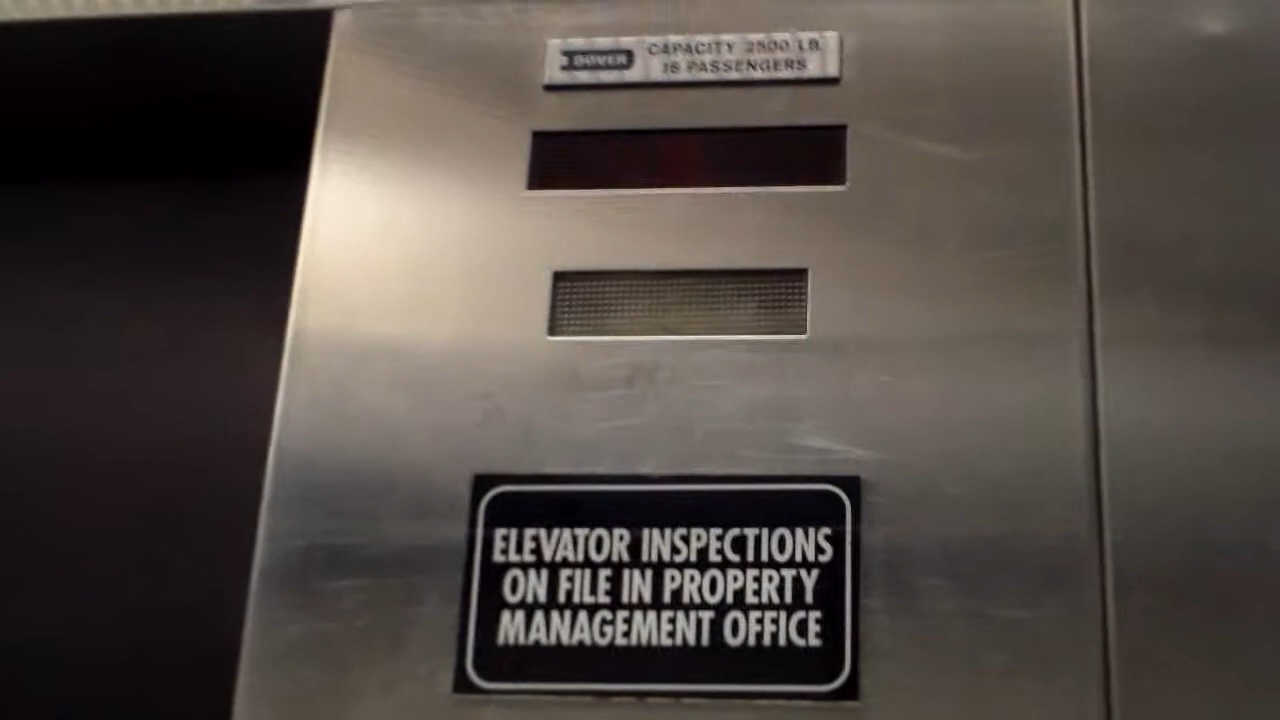 DOVER
CAPACITY 2500 LB.
16 PASSENGERS
ELEVATOR INSPECTIONS
ON FILE IN PROPERTY
MANAGEMENT OFFICE